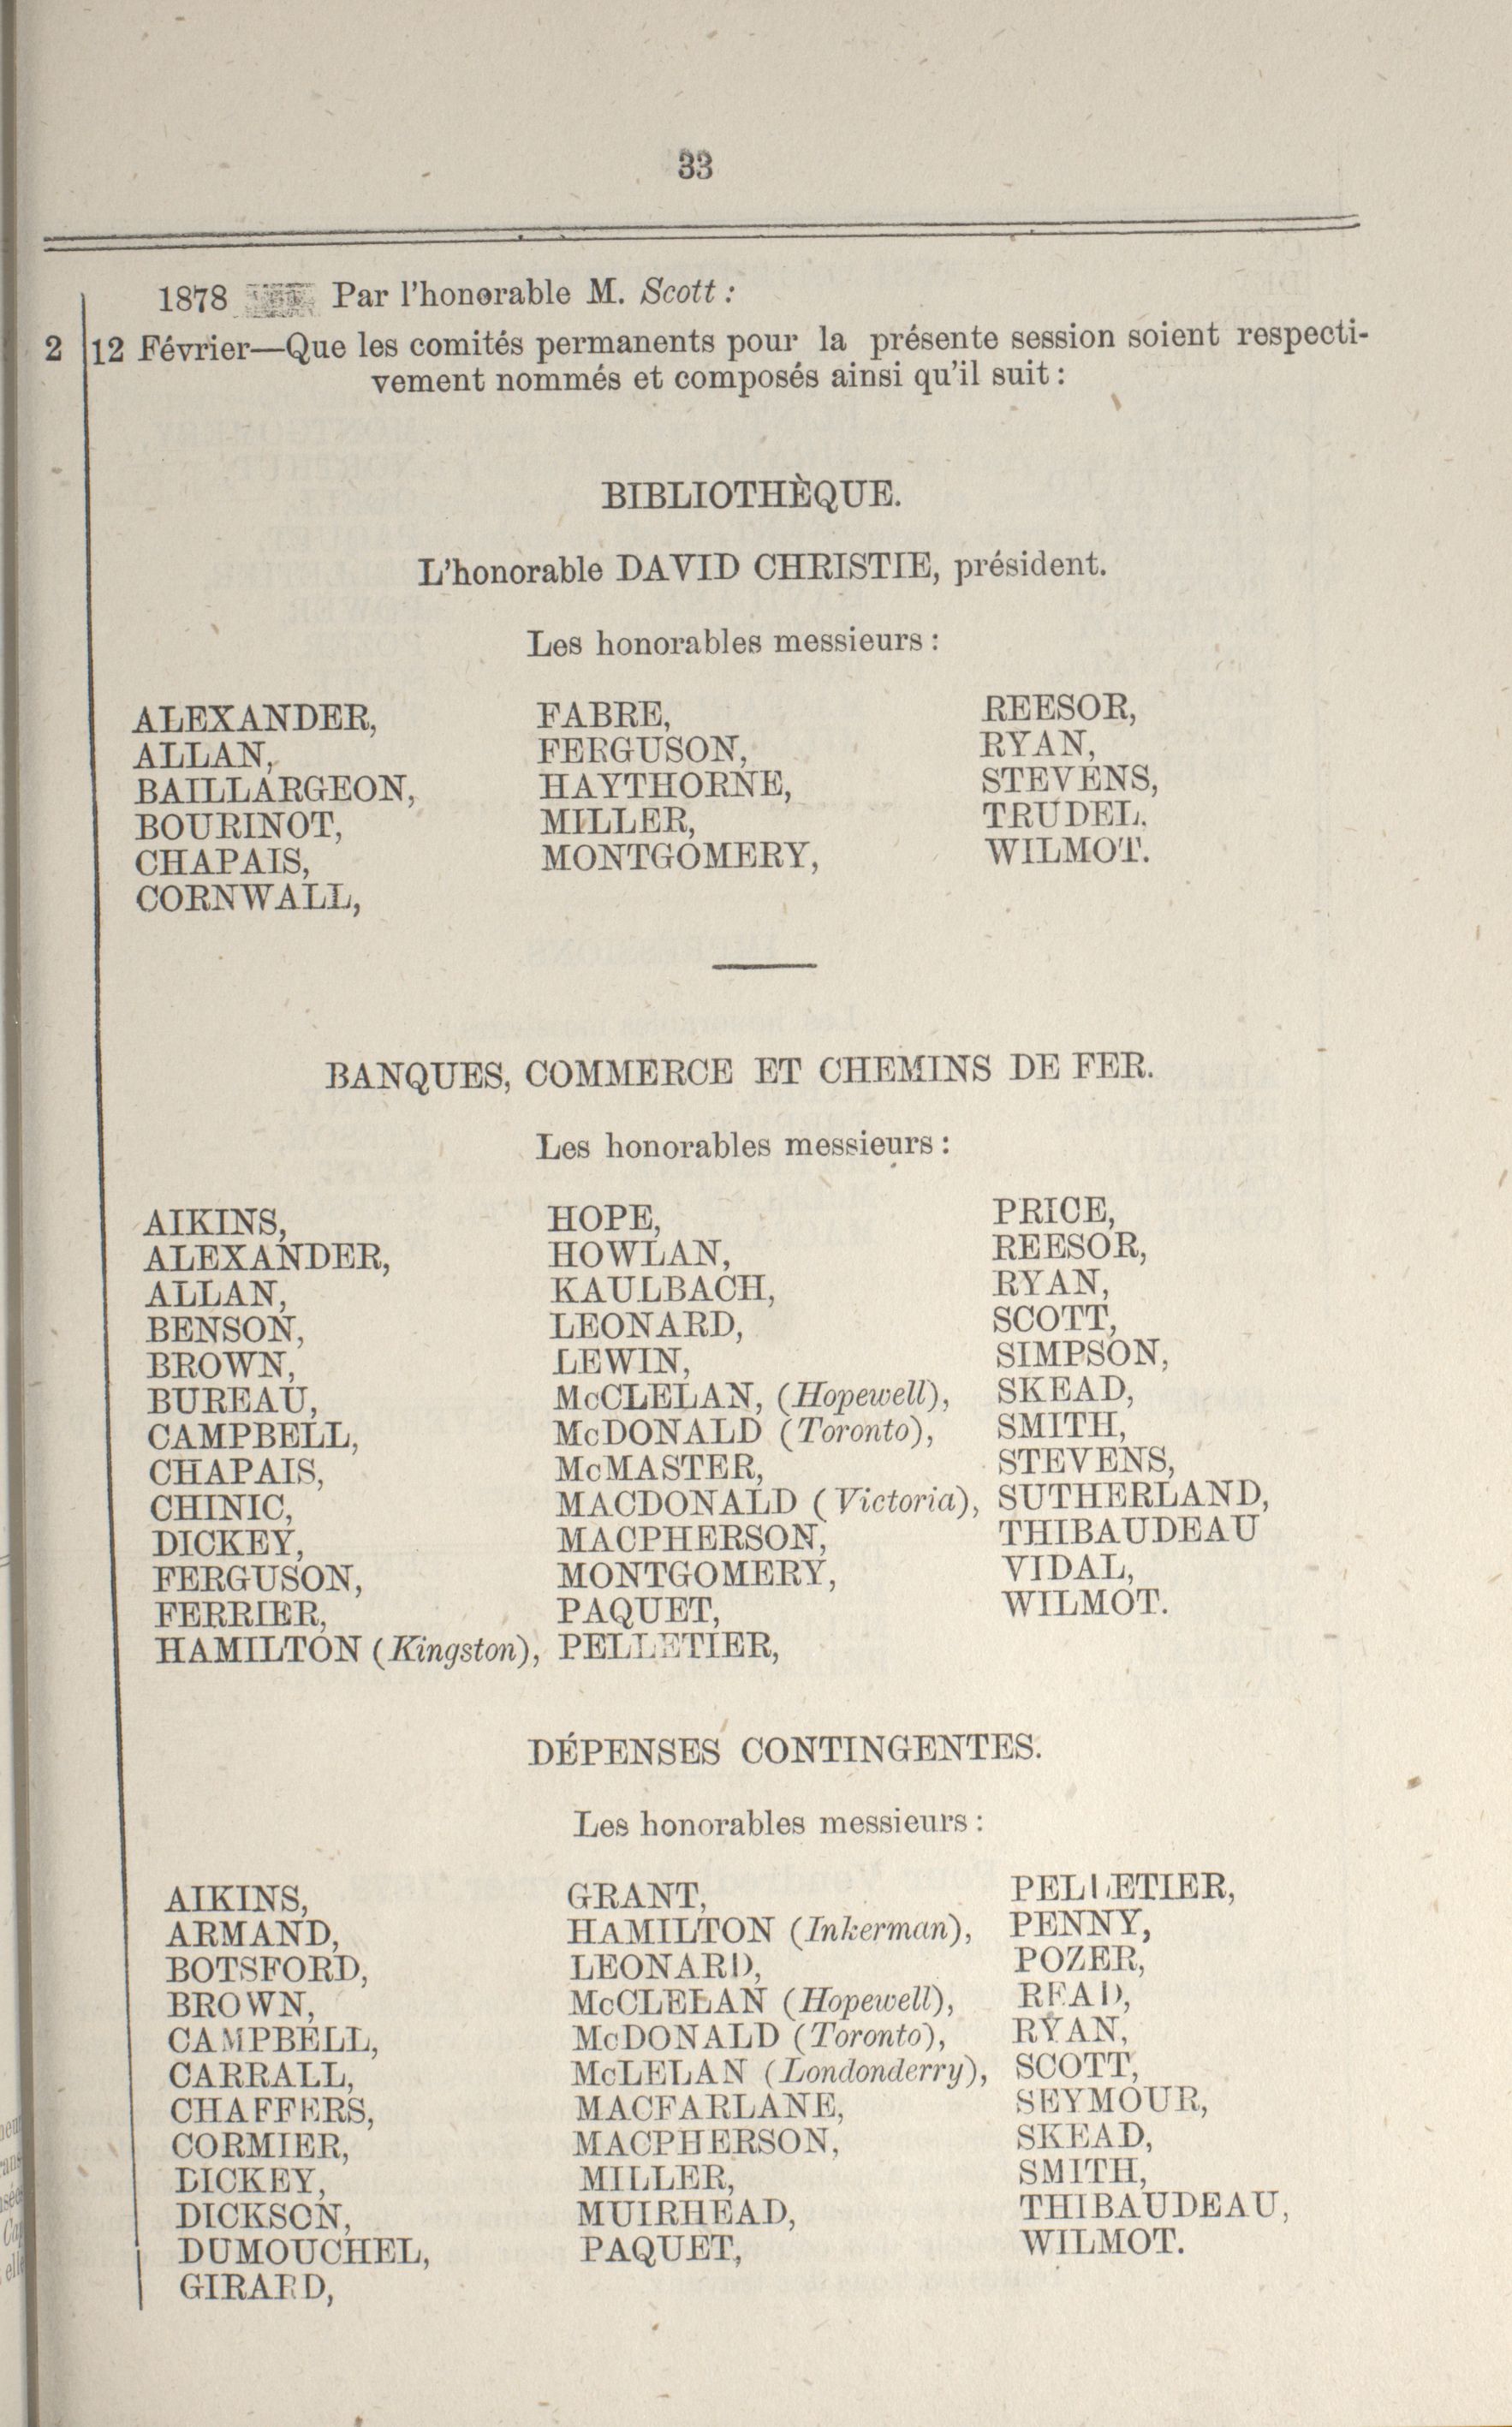 33
1878 Par l'honorable M. Scott :
2 12 Février—Que les comités permanents pour la présente session soient respecti-
vement nommés et composés ainsi qu'il suit :
BIBLIOTHÈQUE.
L'honorable DAVID CHRISTIE, président.
Les honorables messieurs :
ALEXANDER,
ALLAN,
BAILLARGEON,
BOURINOT,
CHAPAIS,
CORNWALL,
FABRE,
FERGUSON,
HAYTHORNE,
MILLER,
MONTGOMERY,
REESOR,
RYAN,
STEVENS,
TRUDEL.
WILMOT.
BANQUES, COMMERCE ET CHEMINS DE FER.
Les honorables messieurs :
AIKINS,
ALEXANDER,
ALLAN,
BENSON,
BROWN,
BUREAU,
CAMPBELL,
CHAPAIS,
CHINIC,
DICKEY,
FERGUSON,
FERRIER,
HAMILTON (Kingston),
HOPE,
HOWLAN,
KAULBACH,
LEONARD,
LEWIN,
McCLELAN, (Hopewell),
McDONALD (Toronto),
McMASTER,
MACDONALD (Victoria),
MACPHERSON,
MONTGOMERY,
PAQUET,
PELLETIER,
PRICE,
REESOR,
RYAN,
SCOTT,
SIMPSON,
SKEAD,
SMITH,
STEVENS,
SUTHERLAND,
THIBAUDEAU
VIDAL,
WILMOT.
DÉPENSES CONTINGENTES.
Les honorables messieurs :
AIKINS,
ARMAND,
BOTSFORD,
BROWN,
CAMPBELL,
CARRALL,
CHAFFERS,
CORMIER,
DICKEY,
DICKSON,
DUMOUCHEL,
GIRARD,
GRANT,
HAMILTON (Inkerman),
LEONARD,
McCLELAN (Hopewell),
McDONALD (Toronto),
McLELAN (Londonderry),
MACFARLANE,
MACPHERSON,
MILLER,
MUIRHEAD,
PAQUET,
PELLETIER,
PENNY,
POZER,
READ,
RYAN,
SCOTT,
SEYMOUR,
SKEAD,
SMITH,
THIBAUDEAU,
WILMOT.